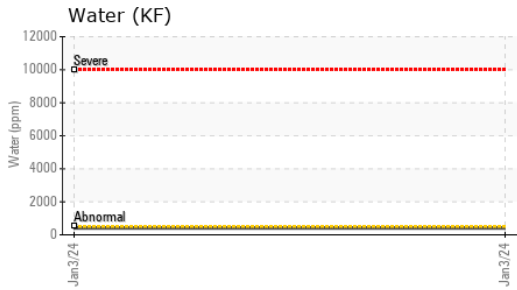 Water (KF)
12000
Severe
10000
8000
6000
4000
2000
Abnormal
0
Water (ppm)
Jan3/24
Jan3/24